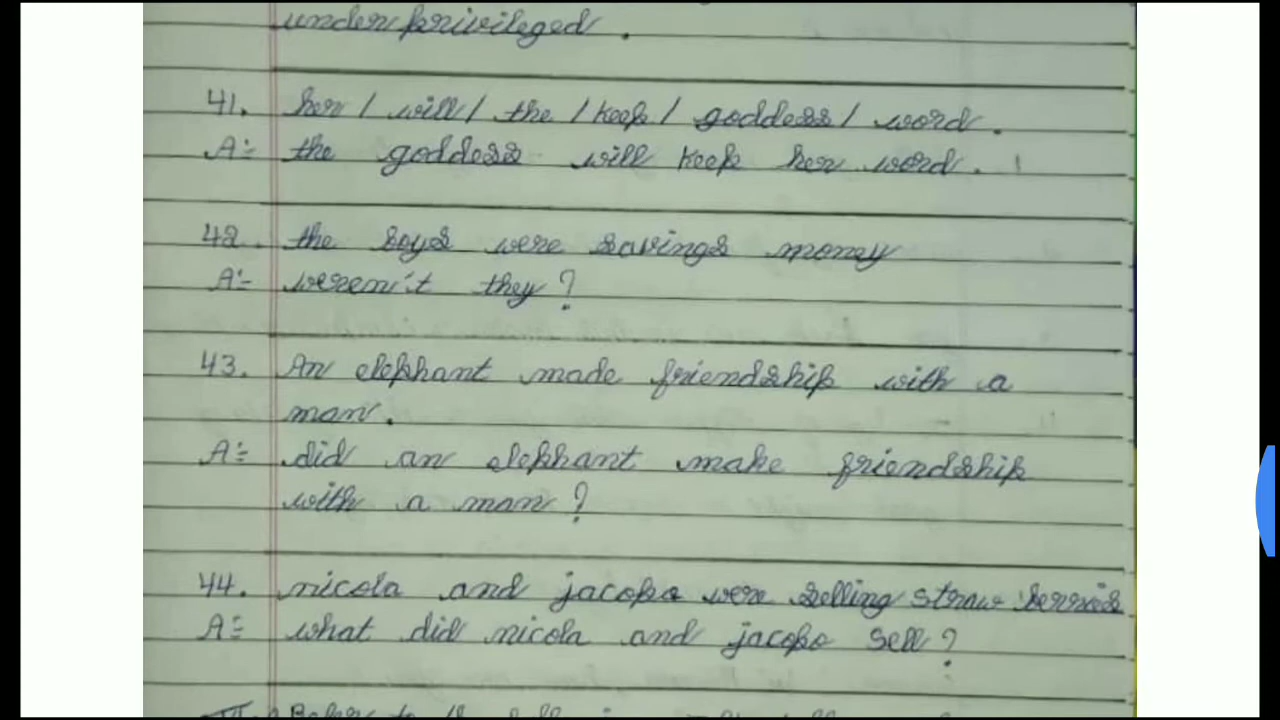 underprivileged.
41. her / will / the / keep / goddess / word.
A:- the goddess will keep her word.
42. the boys were savings money
A:- weren't they?
43. An elephant made friendship with a
man.
A:- did an elephant make friendship
with a man?
44. nicola and jacopo were selling straw berries
A:- what did nicola and jacopo sell?